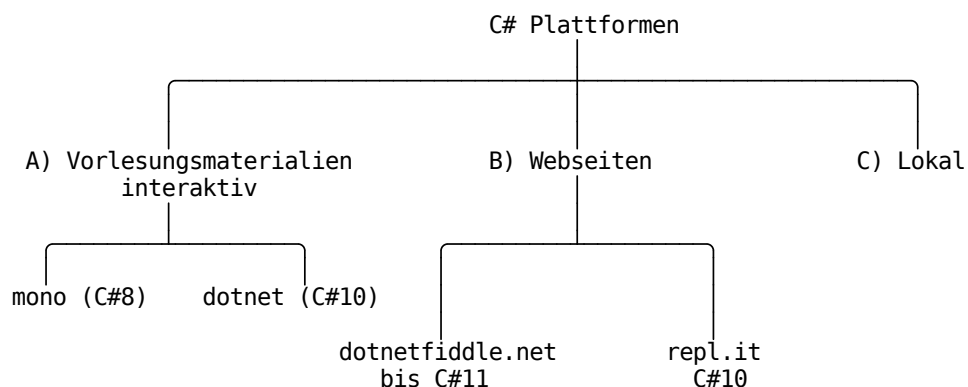 C# Plattformen
A) Vorlesungsmaterialien
interaktiv
B) Webseiten
C) Lokal
mono (C#8)
dotnet (C#10)
dotnetfiddle.net
bis C#11
repl.it
C#10